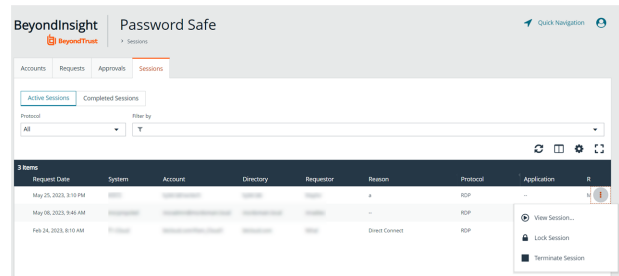 BeyondInsight
BeyondTrust
Password Safe
Sessions
Quick Navigation
Accounts Requests Approvals Sessions
Active Sessions Completed Sessions
Protocol Filter by
All
3 items
Request Date System Account Directory Requestor Reason Protocol Application R
May 25, 2023, 3:10 PM a RDP --
May 08, 2023, 9:46 AM -- RDP
Feb 24, 2023, 8:10 AM Direct Connect RDP
View Session...
Lock Session
Terminate Session